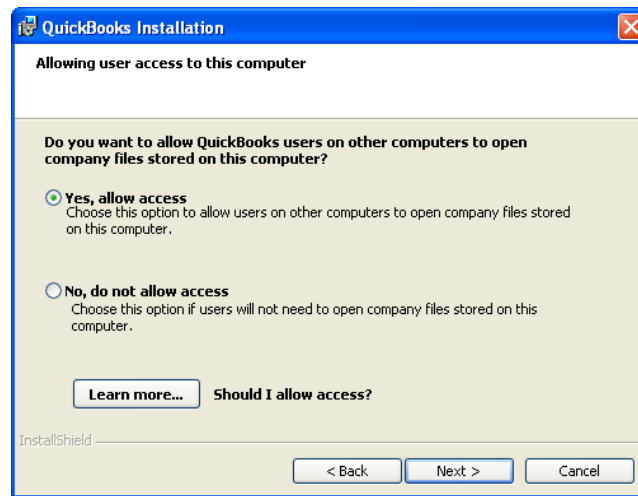 QuickBooks Installation
Allowing user access to this computer
Do you want to allow QuickBooks users on other computers to open
company files stored on this computer?
Yes, allow access
Choose this option to allow users on other computers to open company files stored
on this computer.
No, do not allow access
Choose this option if users will not need to open company files stored on this
computer.
Learn more... Should I allow access?
InstallShield
< Back Next > Cancel